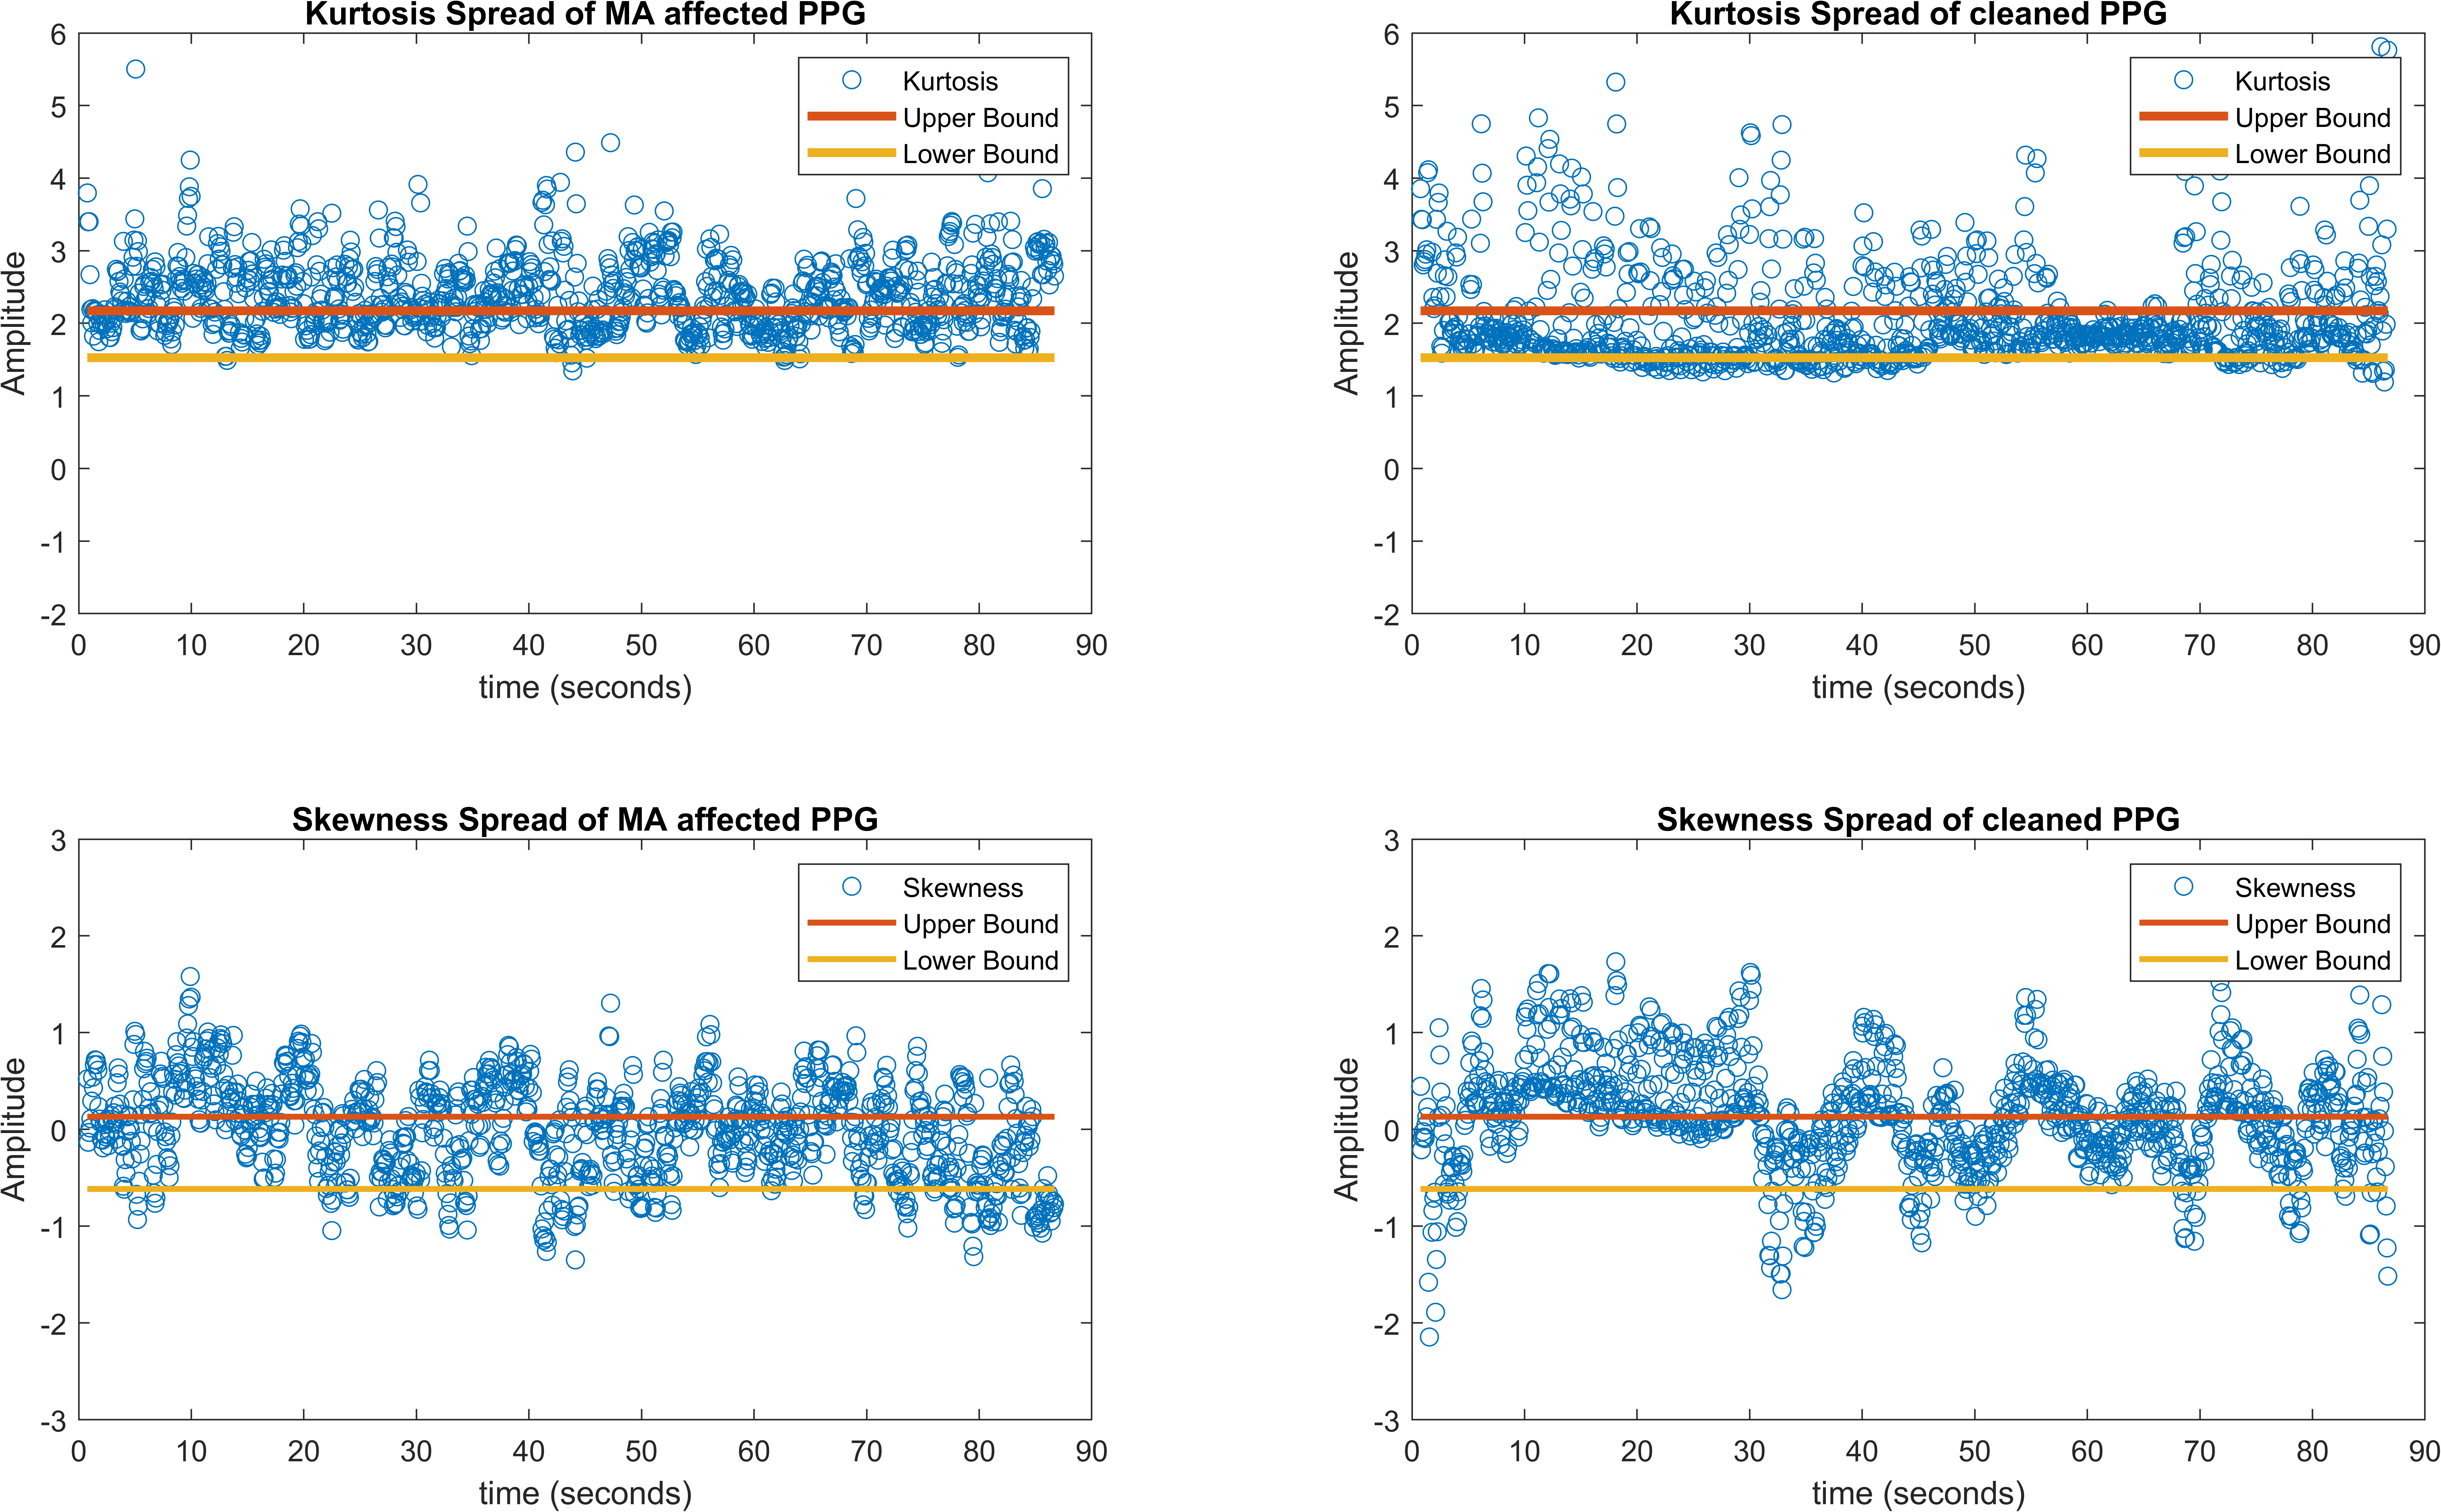 Kurtosis Spread of MA affected PPG
6
5
4
3
2
1
0
-1
-2
Amplitude
Kurtosis
Upper Bound
Lower Bound
0 10 20 30 40 50 60 70 80 90
time (seconds)
Kurtosis Spread of cleaned PPG
6
5
4
3
2
1
0
-1
-2
Amplitude
Kurtosis
Upper Bound
Lower Bound
0 10 20 30 40 50 60 70 80 90
time (seconds)
Skewness Spread of MA affected PPG
3
2
1
0
-1
-2
-3
Amplitude
Skewness
Upper Bound
Lower Bound
0 10 20 30 40 50 60 70 80 90
time (seconds)
Skewness Spread of cleaned PPG
3
2
1
0
-1
-2
-3
Amplitude
Skewness
Upper Bound
Lower Bound
0 10 20 30 40 50 60 70 80 90
time (seconds)